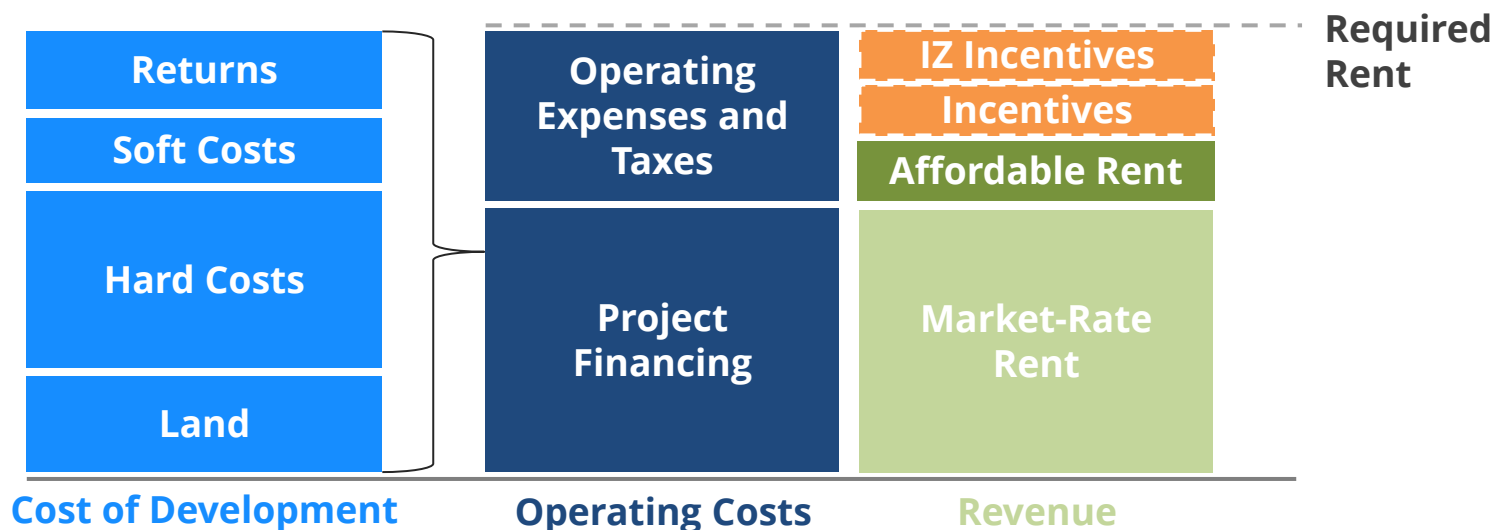 Returns
Soft Costs
Hard Costs
Land
Cost of Development
Operating
Expenses and
Taxes
Project
Financing
Operating Costs
IZ Incentives
Incentives
Affordable Rent
Market-Rate
Rent
Revenue
Required
Rent